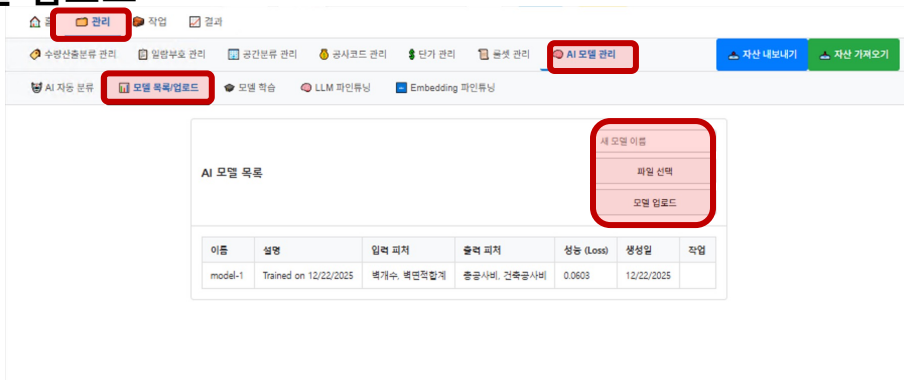 관리 작업 결과
수량산출분류 관리 일람부호 관리 공간분류 관리 공사코드 관리 단가 관리 룰셋 관리 AI 모델 관리 자산 내보내기 자산 가져오기
AI 자동 분류 모델 목록/업로드 모델 학습 LLM 파인튜닝 Embedding 파인튜닝
새 모델 이름
AI 모델 목록 파일 선택
모델 업로드
이름 설명 입력 피처 출력 피처 성능 (Loss) 생성일 작업
model-1 Trained on 12/22/2025 벽개수, 벽면적합계 총공사비, 건축공사비 0.0603 12/22/2025